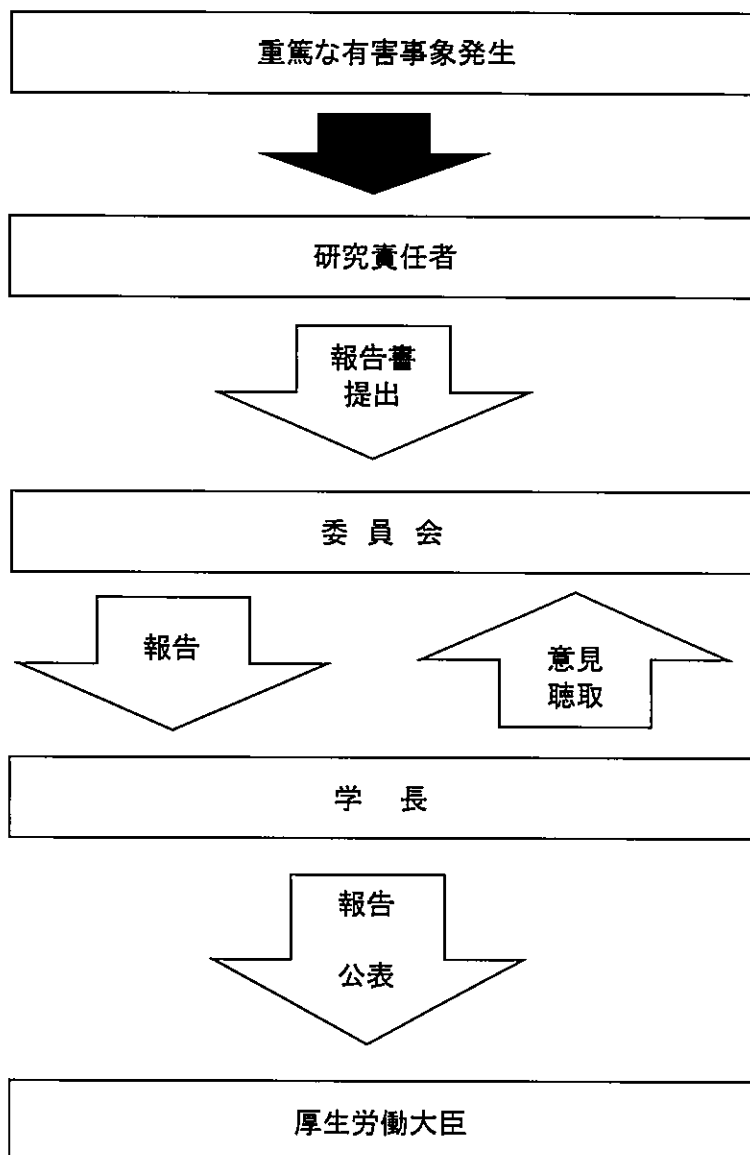 重篤な有害事象発生
研究責任者
報告書
提出
委 員 会
報告
意見
聴取
学 長
報告
公表
厚生労働大臣